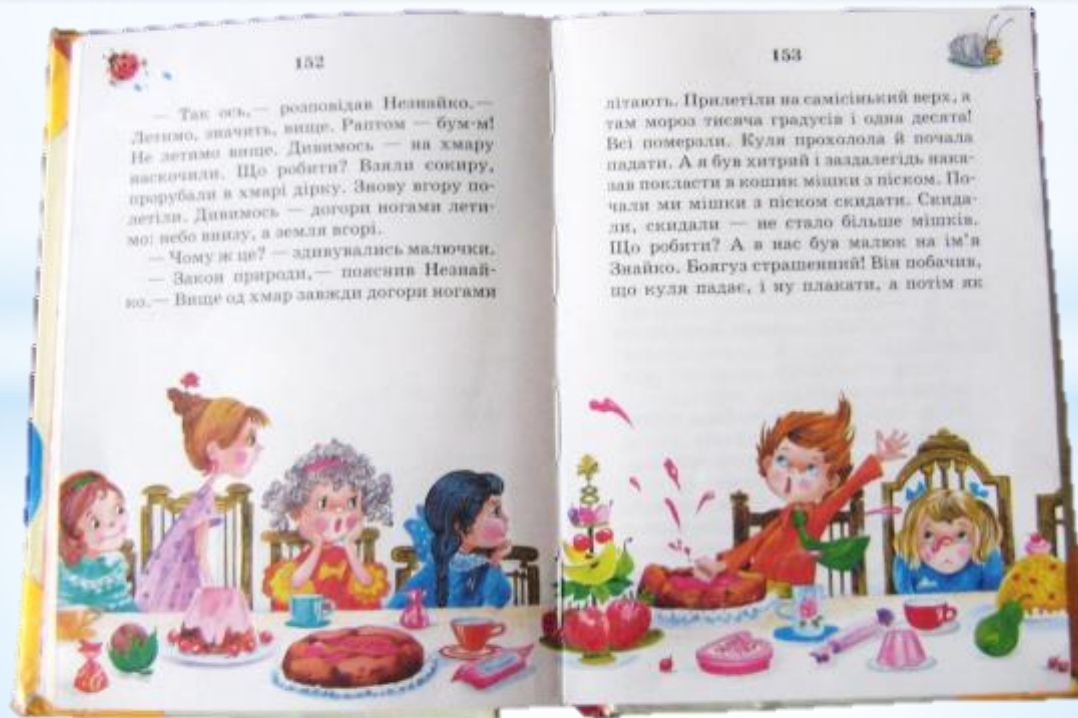 152
— Так ось,— розповідав Незнайко.—
Летимо, значить, вище. Раптом — бум-м!
Не летимо вище. Дивимось — на хмару
наскочили. Що робити? Взяли сокиру,
прорубали в хмарі дірку. Знову вгору по-
летіли. Дивимось — догори ногами лети-
мо: небо внизу, а земля вгорі.
— Чому ж це? — здивувались малючки.
— Закон природи,— пояснив Незнай-
ко.— Вище од хмар завжди догори ногами
153
літають. Прилетіли на самісінький верх, а
там мороз тисяча градусів і одна десята!
Всі померали. Куля прохолола й почала
падати. А я був хитрий і заздалегідь нака-
зав покласти в кошик мішки з піском. По-
чали ми мішки з піском скидати. Скида-
ли, скидали — не стало більше мішків.
Що робити? А в нас був малюк на ім’я
Знайко. Боягуз страшенний! Він побачив,
що куля падає, і ну плакати, а потім як